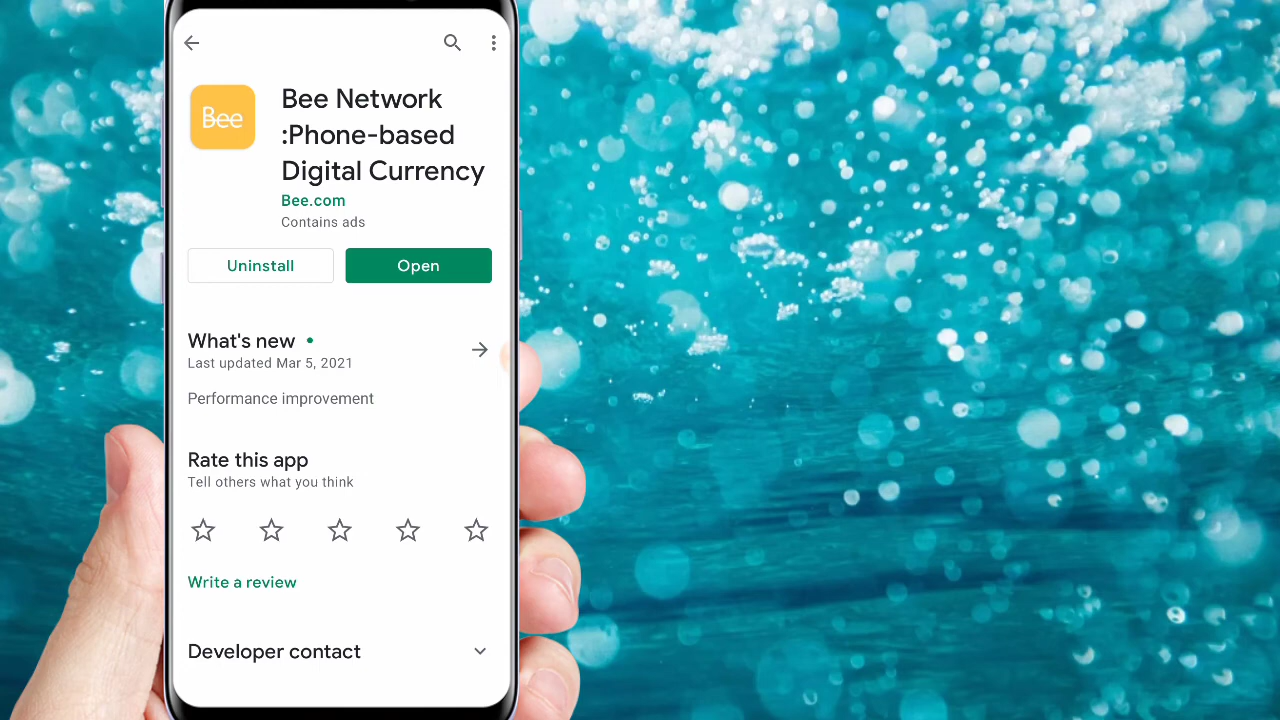 Bee
Bee Network
:Phone-based
Digital Currency
Bee.com
Contains ads
Uninstall
Open
What's new
Last updated Mar 5, 2021
Performance improvement
Rate this app
Tell others what you think
Write a review
Developer contact